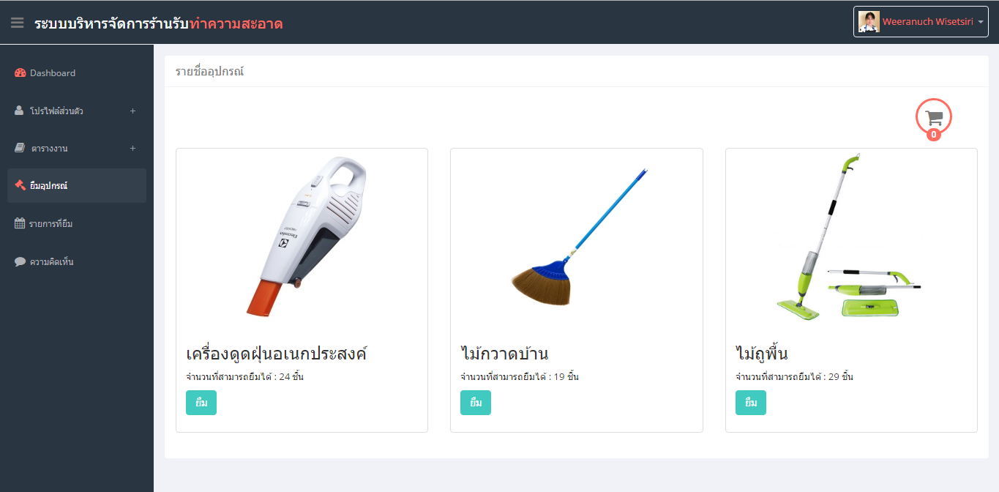 ระบบบริหารจัดการร้านรับทำความสะอาด
Weeranuch Wisetsiri
Dashboard
โปรไฟล์ส่วนตัว +
ตารางงาน +
ยืมอุปกรณ์
รายการที่ยืม
ความคิดเห็น
รายชื่ออุปกรณ์
0
Electrolux
เครื่องดูดฝุ่นอเนกประสงค์
จำนวนที่สามารถยืมได้ : 24 ชิ้น
ยืม
ไม้กวาดบ้าน
จำนวนที่สามารถยืมได้ : 19 ชิ้น
ยืม
ไม้ถูพื้น
จำนวนที่สามารถยืมได้ : 29 ชิ้น
ยืม